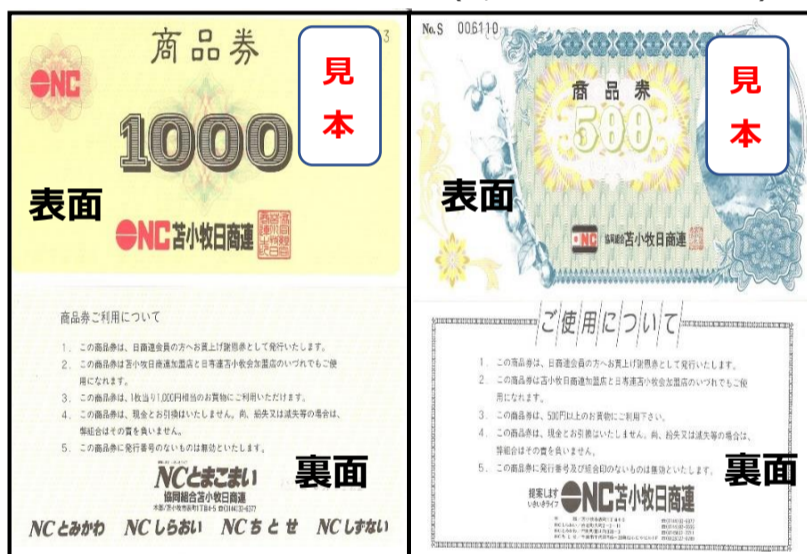 商品券
3
NC
見本
1000
表面
NC苫小牧日商連
商品券ご利用について
1. この商品券は、日商連会員の方へお買上げ謝恩券として発行いたします。
2. この商品券は苫小牧日商連加盟店と日専連苫小牧会加盟店のいづれでもご使
用になれます。
3. この商品券は、1枚当り1,000円相当のお買物にご利用いただけます。
4. この商品券は、現金とお引換はいたしません。尚、紛失又は滅失等の場合は、
弊組合はその責を負いません。
5. この商品券に発行番号のないものは無効といたします。
NCとまこまい
協同組合苫小牧日商連
裏面
NCとみかわ NCしらおい NCちとせ NCしずない
No.S 006110
商品券
500
見本
表面
NC 協同組合苫小牧日商連
ご使用について
1. この商品券は、日商連会員の方へお買上げ謝恩券として発行いたします。
2. この商品券は苫小牧日商連加盟店と日専連苫小牧会加盟店のいづれでもご使
用になれます。
3. この商品券は、500円以上のお買物にご利用下さい。
4. この商品券は、現金とお引換はいたしません。尚、紛失又は滅失等の場合は、
弊組合はその責を負いません。
5. この商品券に発行番号及び組合印のないものは無効といたします。
裏面
提案します
いきいきライフ
NC苫小牧日商連